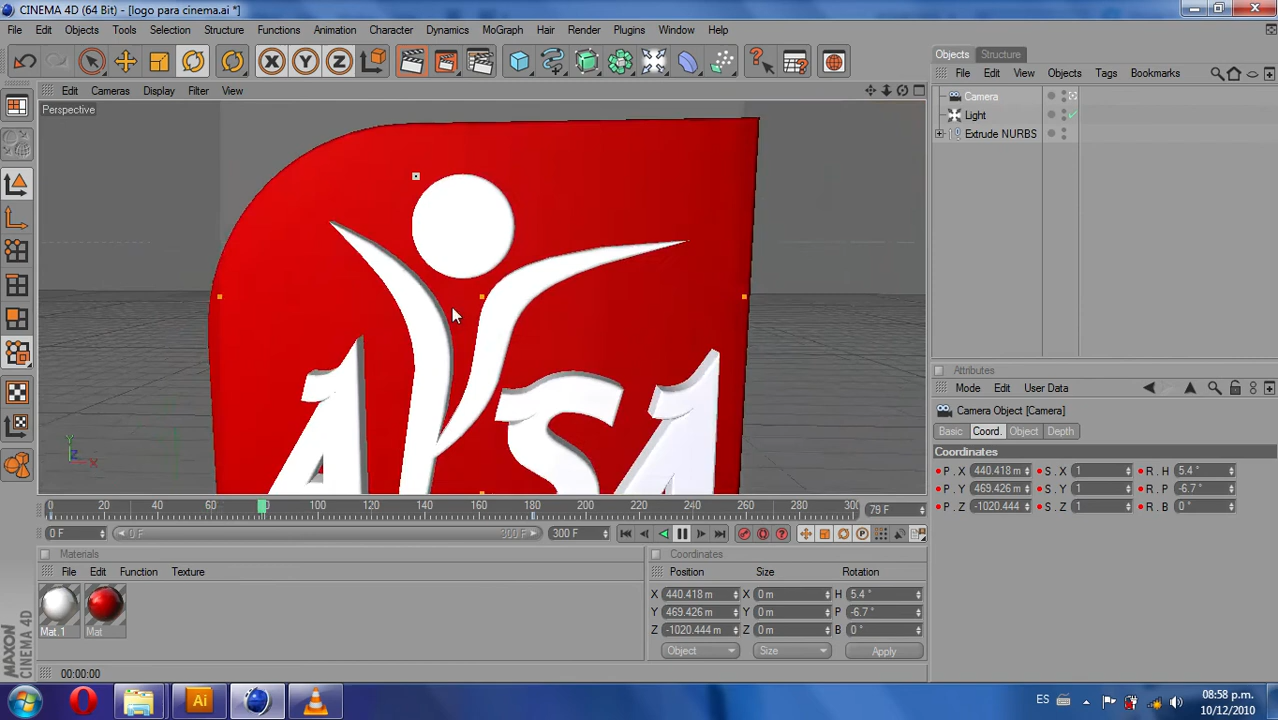 CINEMA 4D (64 Bit) - [logo para cinema.ai *]
File Edit Objects Tools Selection Structure Functions Animation Character Dynamics MoGraph Hair Render Plugins Window Help
X Y Z
Objects Structure
File Edit View Objects Tags Bookmarks
Camera
Light
Extrude NURBS
Edit Cameras Display Filter View
Perspective
Y
Z
X
Attributes
Mode Edit User Data
Camera Object [Camera]
Basic Coord. Object Depth
Coordinates
P . X 440.418 m S . X 1 R . H 5.4 °
P . Y 469.426 m S . Y 1 R . P -6.7 °
P . Z -1020.444 S . Z 1 R . B 0 °
0 20 40 60 80 100 120 140 160 180 200 220 240 260 280 300 79 F
0 F 0 F 300 F 300 F
Materials
File Edit Function Texture
Mat.1 Mat
Coordinates
Position Size Rotation
X 440.418 m X 0 m H 5.4 °
Y 469.426 m Y 0 m P -6.7 °
Z -1020.444 m Z 0 m B 0 °
Object Size Apply
MAXON
CINEMA 4D
00:00:00
Ai
ES
08:58 p.m.
10/12/2010